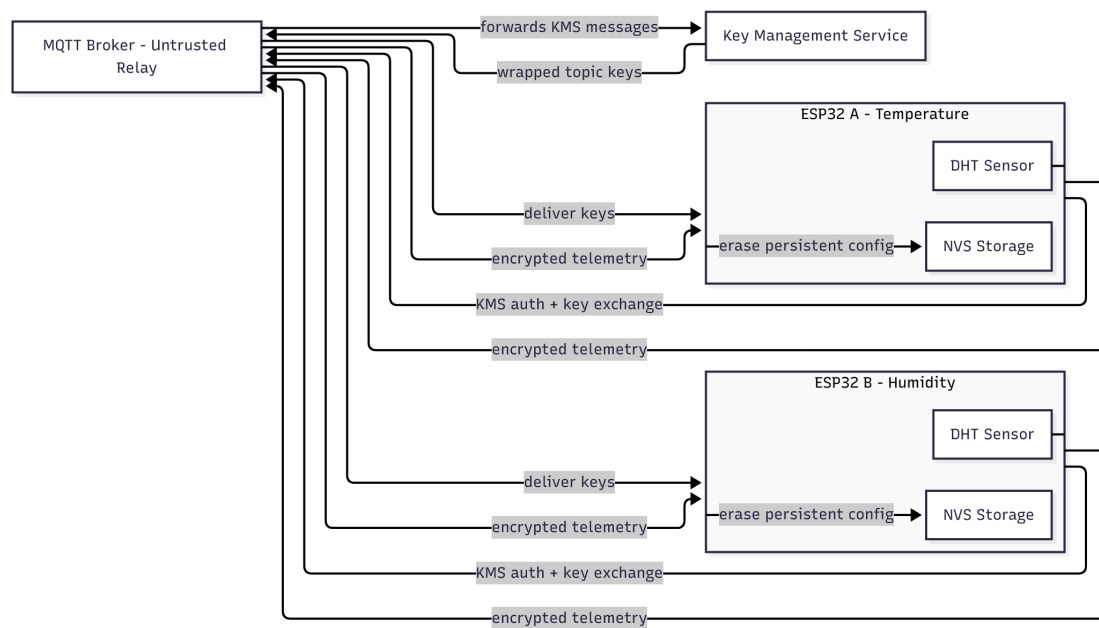 forwards KMS messages
MQTT Broker - Untrusted
Relay
Key Management Service
wrapped topic keys
ESP32 A - Temperature
DHT Sensor
deliver keys
erase persistent config
NVS Storage
encrypted telemetry
KMS auth + key exchange
encrypted telemetry
ESP32 B - Humidity
DHT Sensor
deliver keys
erase persistent config
NVS Storage
encrypted telemetry
KMS auth + key exchange
encrypted telemetry